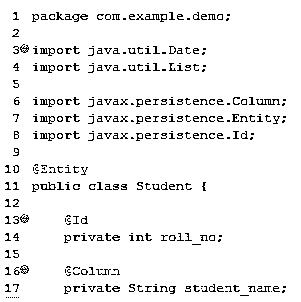 1 package com.example.demo;
2
3 import java.util.Date;
4 import java.util.List;
5
6 import javax.persistence.Column;
7 import javax.persistence.Entity;
8 import javax.persistence.Id;
9
10 @Entity
11 public class Student {
12
13 @Id
14 private int roll_no;
15
16 @Column
17 private String student_name;